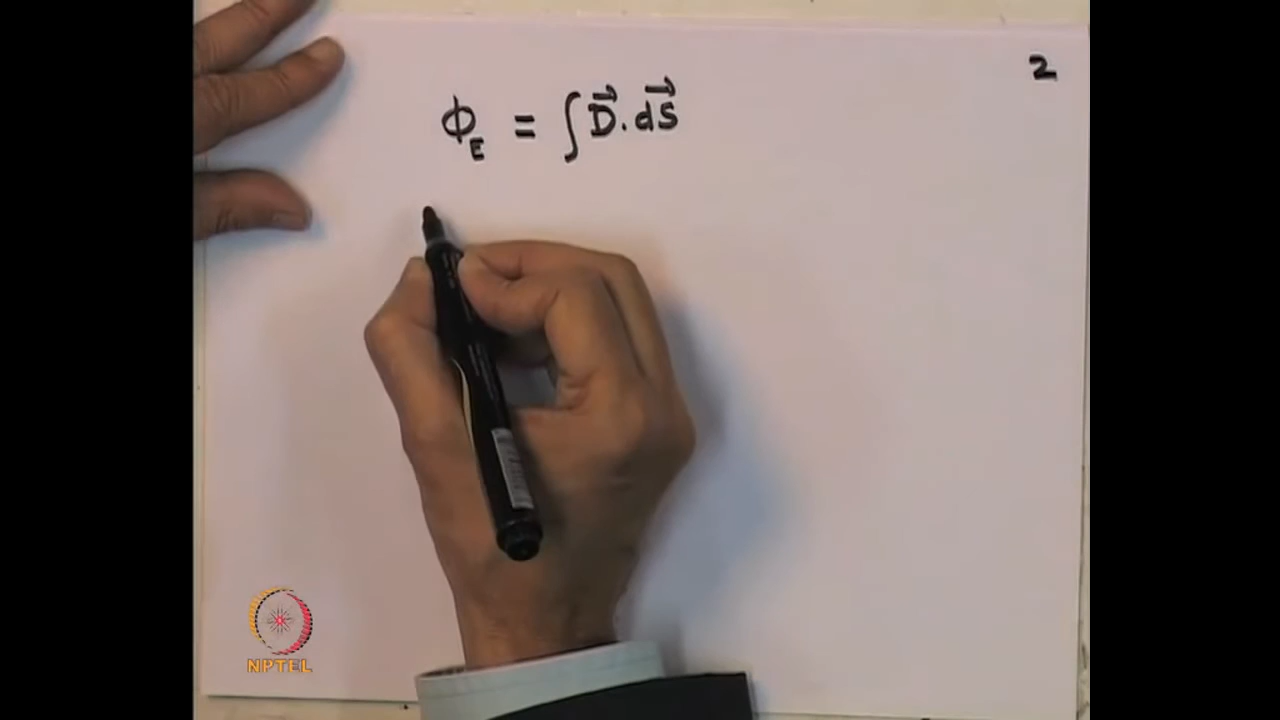 2
ϕ_E = ∫ D⃗ . dS⃗
NPTEL